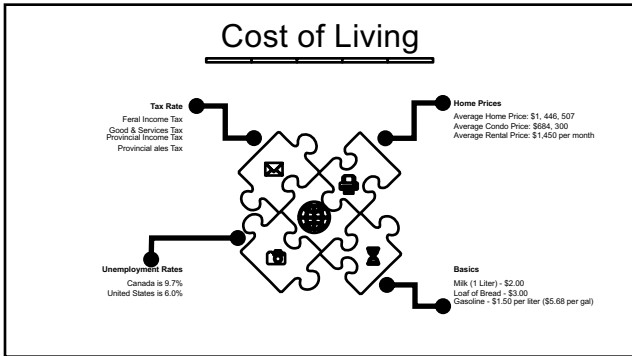 Cost of Living
Tax Rate
Feral Income Tax
Good & Services Tax
Provincial Income Tax
Provincial ales Tax
Home Prices
Average Home Price: $1, 446, 507
Average Condo Price: $684, 300
Average Rental Price: $1,450 per month
Unemployment Rates
Canada is 9.7%
United States is 6.0%
Basics
Milk (1 Liter) - $2.00
Loaf of Bread - $3.00
Gasoline - $1.50 per liter ($5.68 per gal)